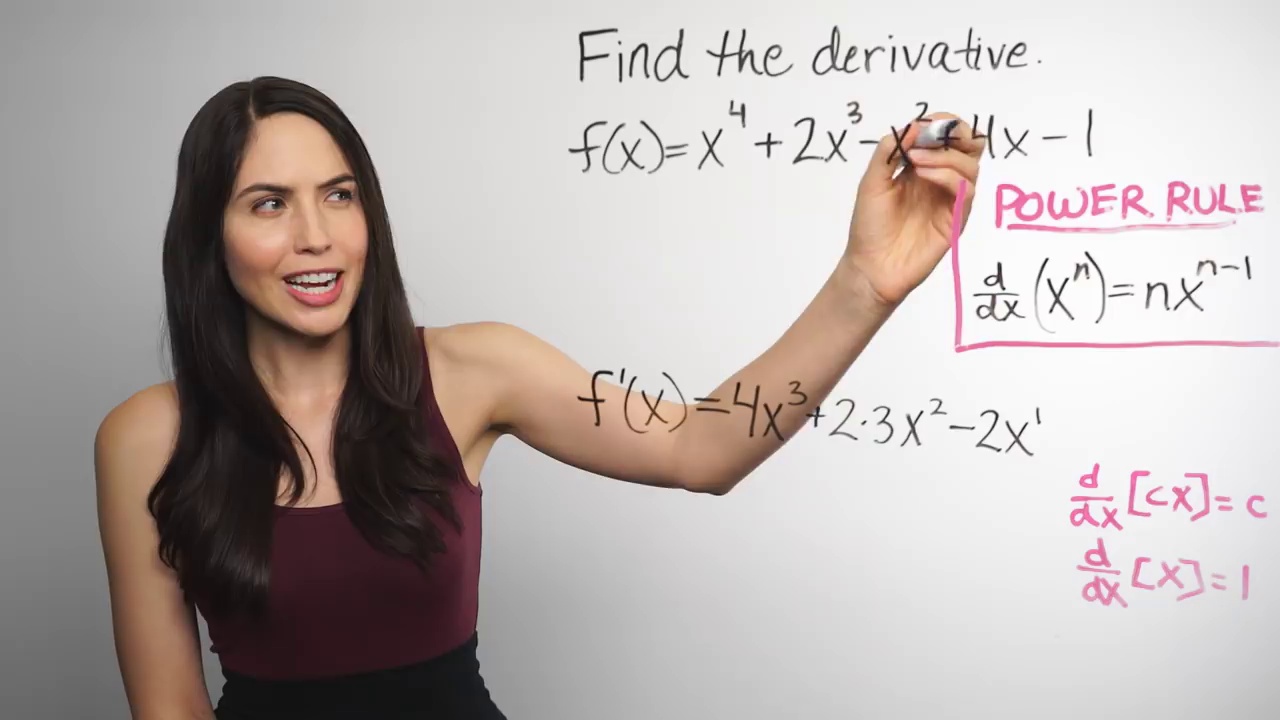 Find the derivative.
f(x) = x⁴ + 2x³ - x² + 4x - 1
POWER RULE
d/dx (xⁿ) = nxⁿ⁻¹
f'(x) = 4x³ + 2·3x² - 2x¹
d/dx [cx] = c
d/dx [x] = 1